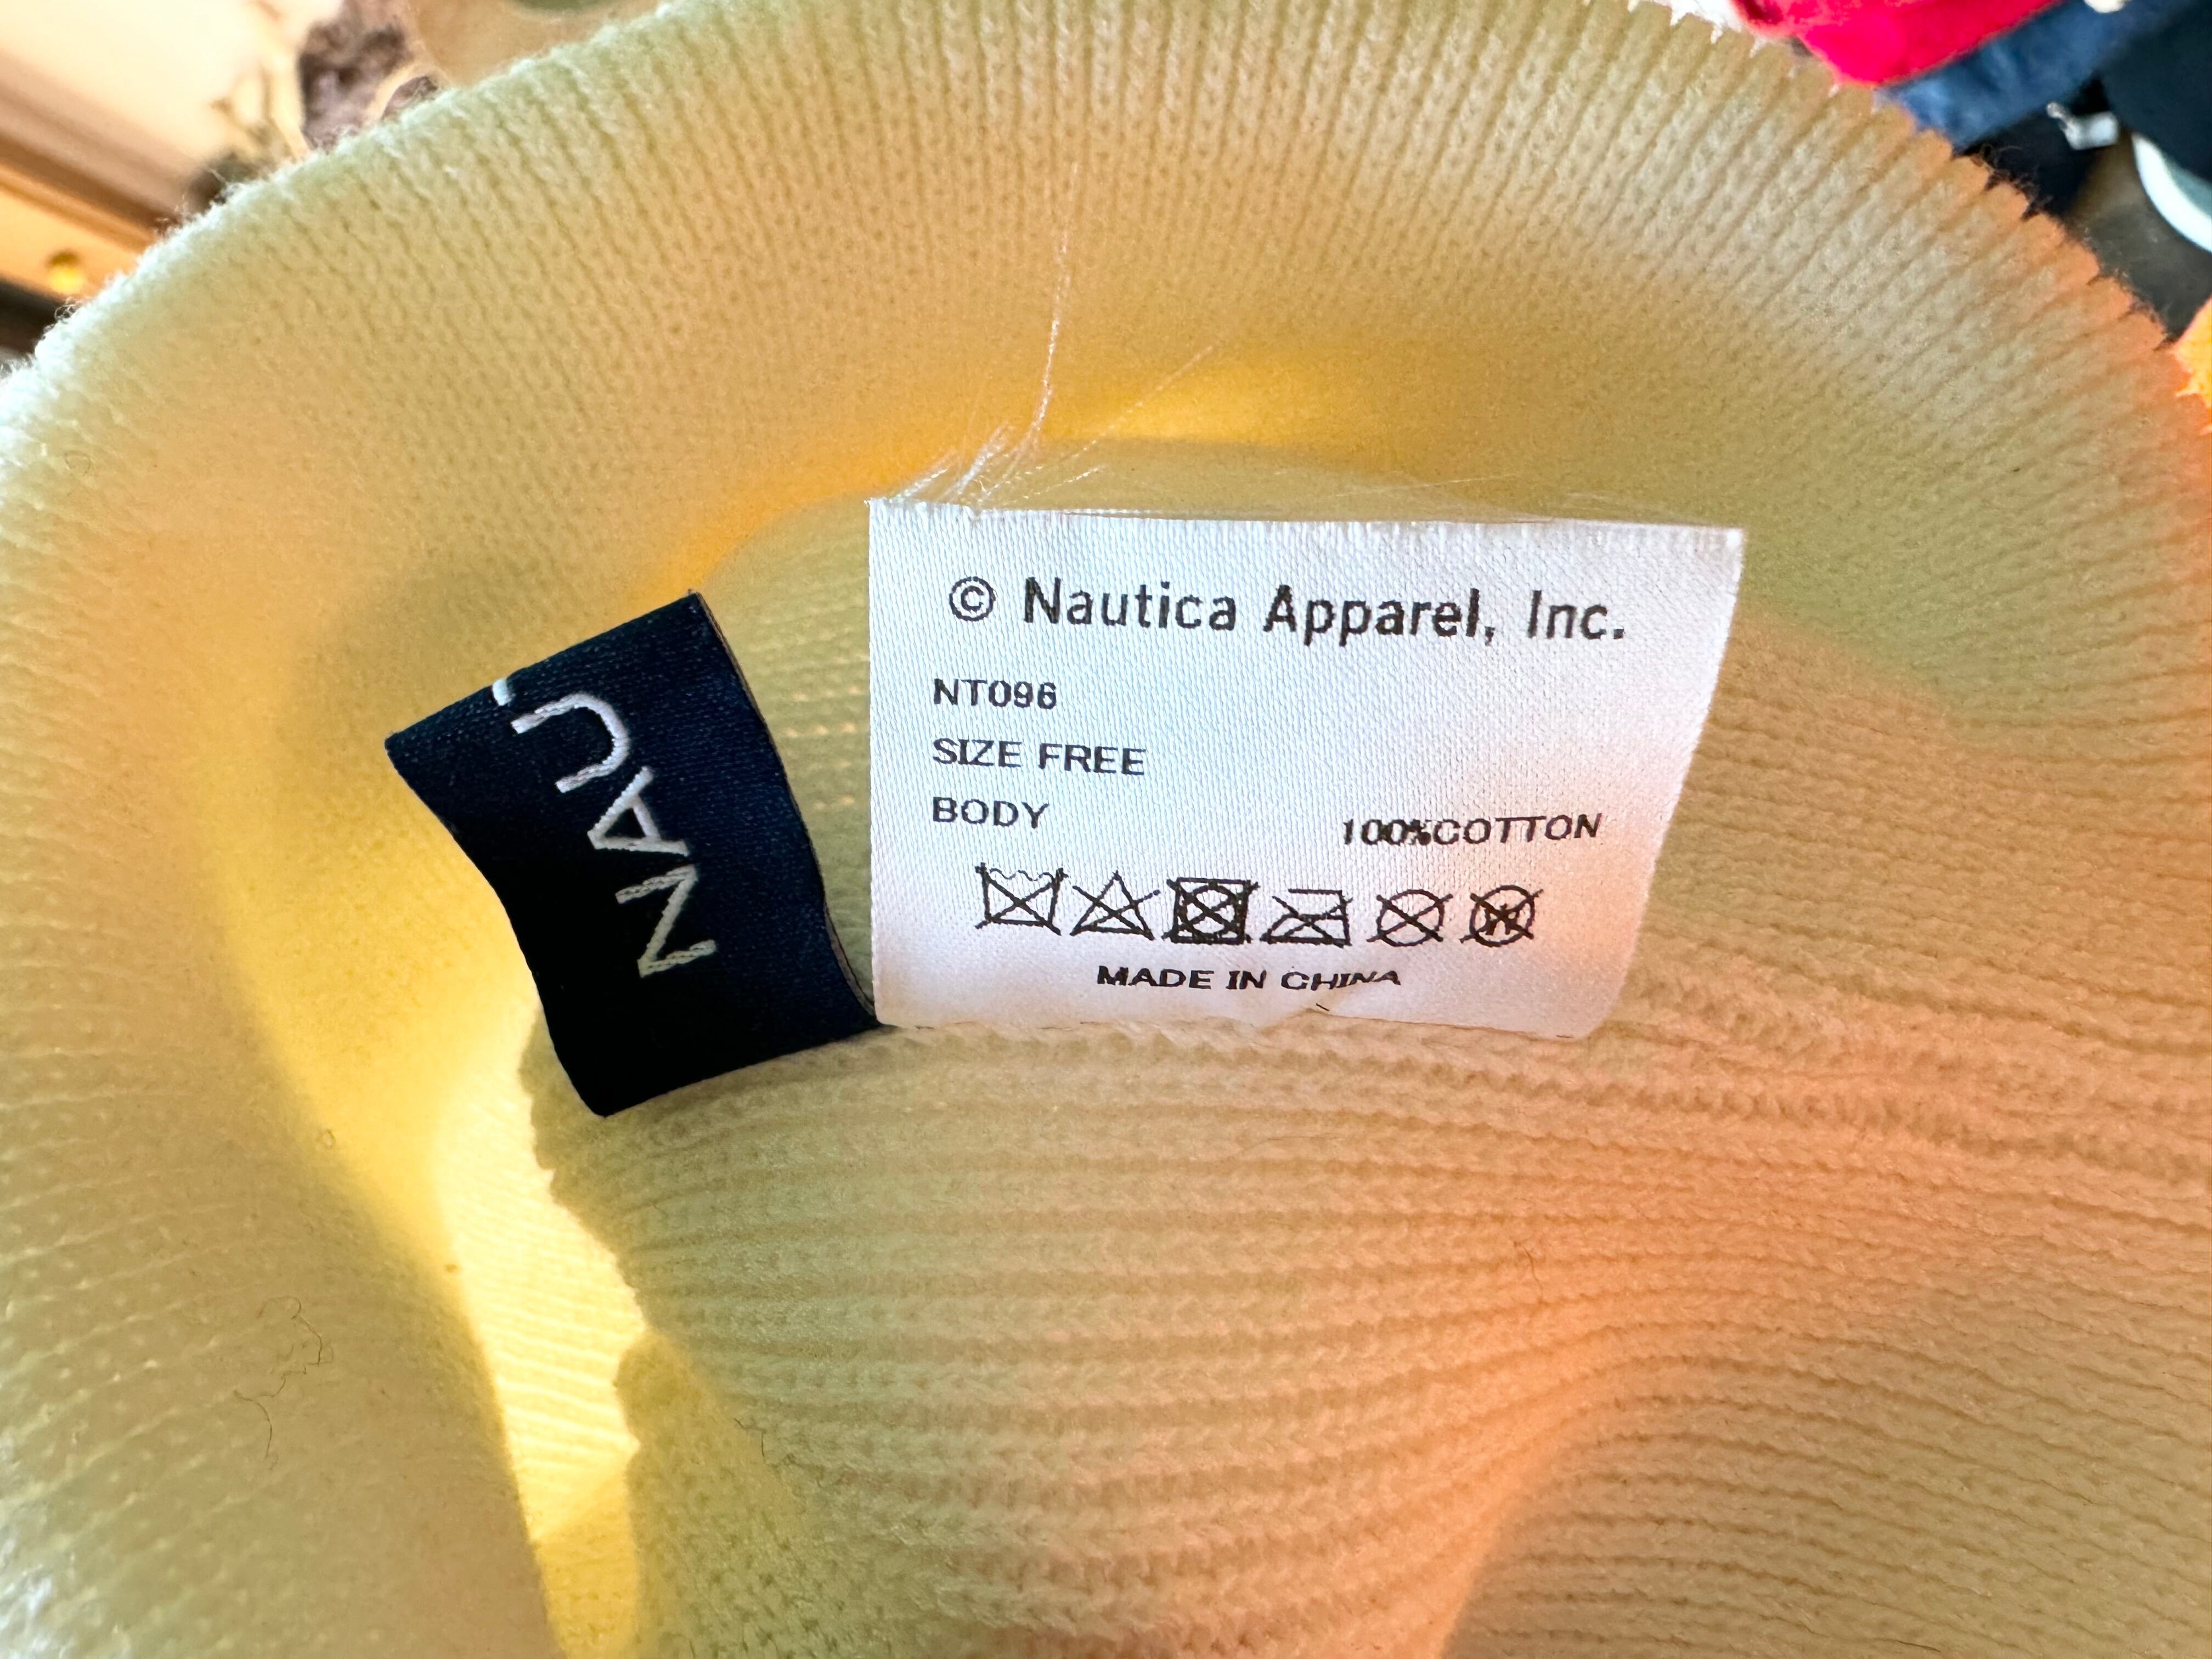 NAU
© Nautica Apparel, Inc.
NT096
SIZE FREE
BODY 100%COTTON
W
MADE IN CHINA